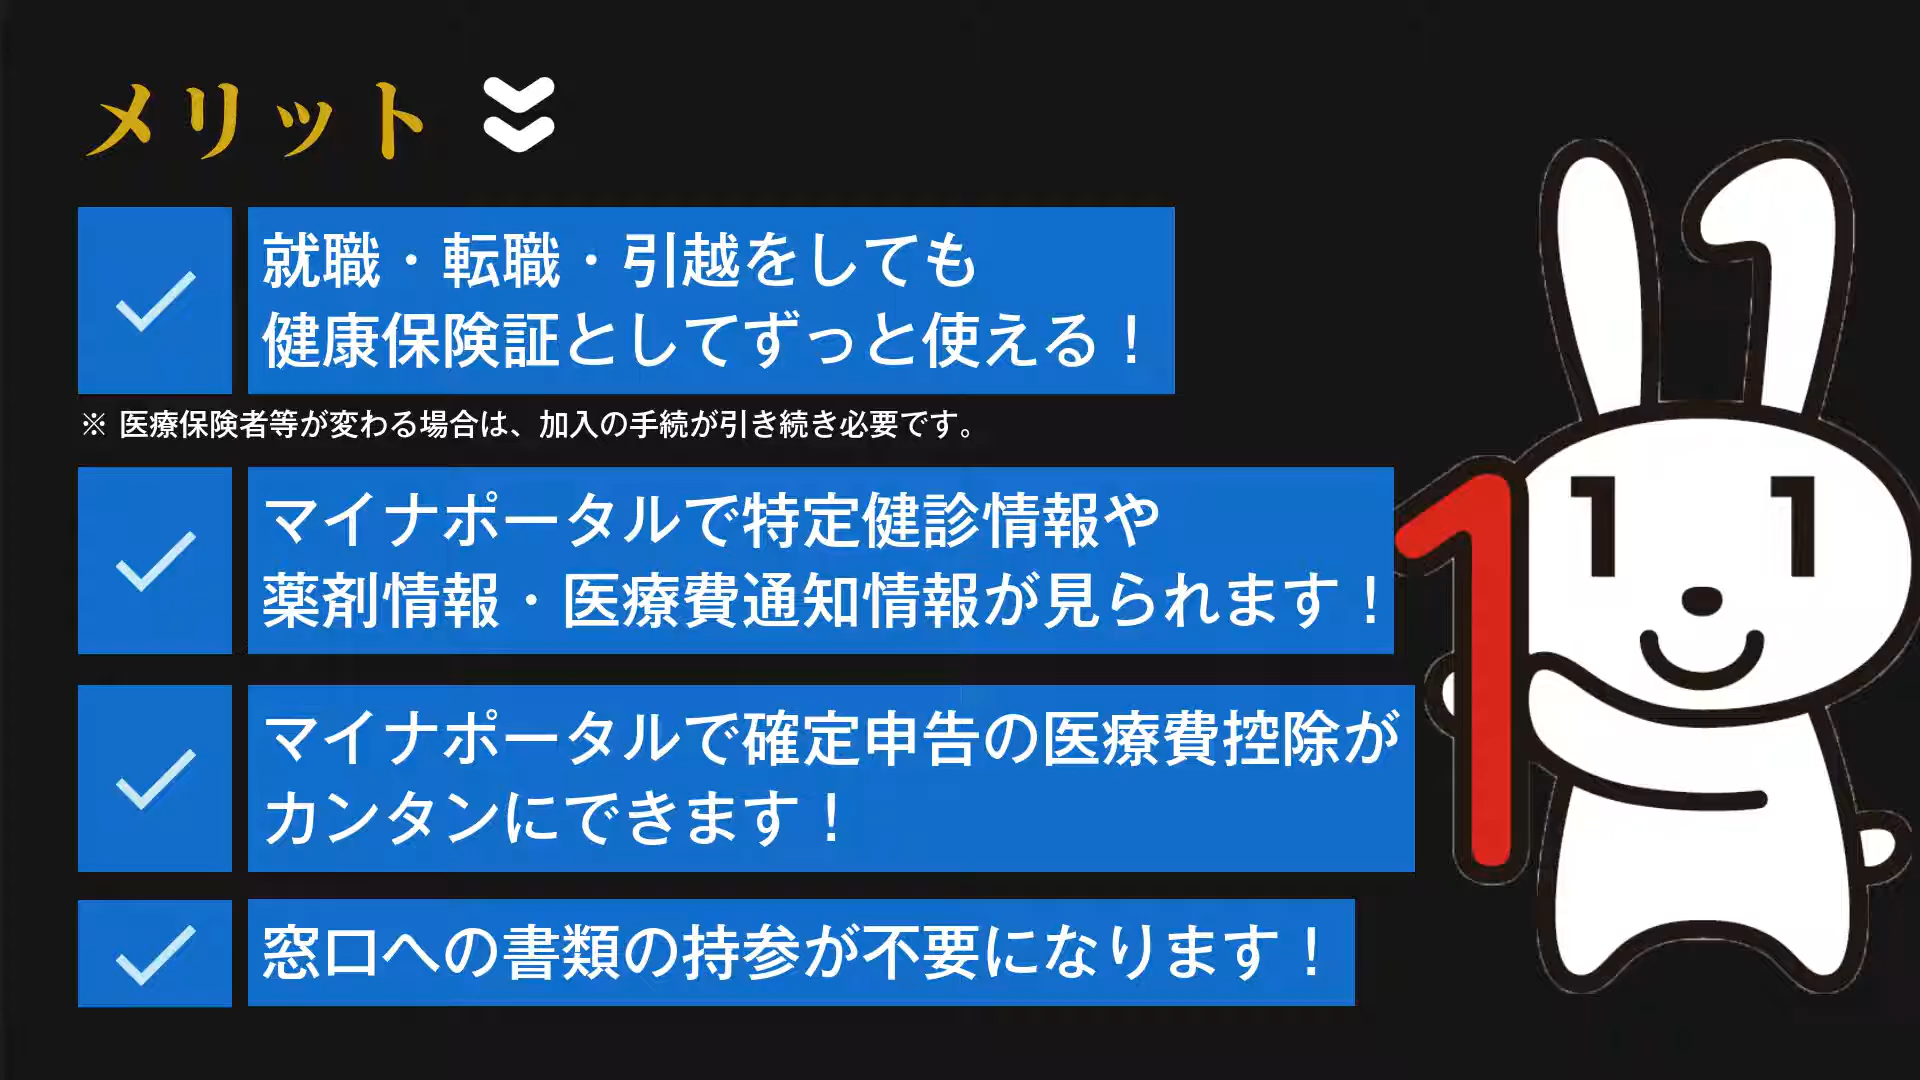 メリット
就職・転職・引越をしても
健康保険証としてずっと使える！
※ 医療保険者等が変わる場合は、加入の手続が引き続き必要です。
マイナポータルで特定健診情報や
薬剤情報・医療費通知情報が見られます！
マイナポータルで確定申告の医療費控除が
カンタンにできます！
窓口への書類の持参が不要になります！
1
1 1